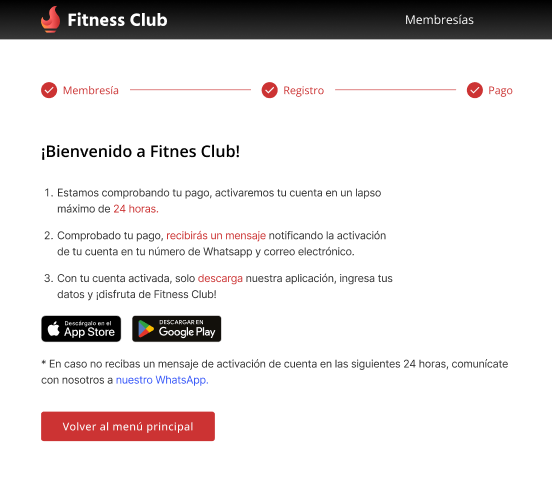 Fitness Club
Membresías
Membresía
Registro
Pago
¡Bienvenido a Fitnes Club!
1. Estamos comprobando tu pago, activaremos tu cuenta en un lapso
máximo de 24 horas.
2. Comprobado tu pago, recibirás un mensaje notificando la activación
de tu cuenta en tu número de Whatsapp y correo electrónico.
3. Con tu cuenta activada, solo descarga nuestra aplicación, ingresa tus
datos y ¡disfruta de Fitness Club!
Descárgalo en el
App Store
DESCARGAR EN
Google Play
* En caso no recibas un mensaje de activación de cuenta en las siguientes 24 horas, comunícate
con nosotros a nuestro WhatsApp.
Volver al menú principal